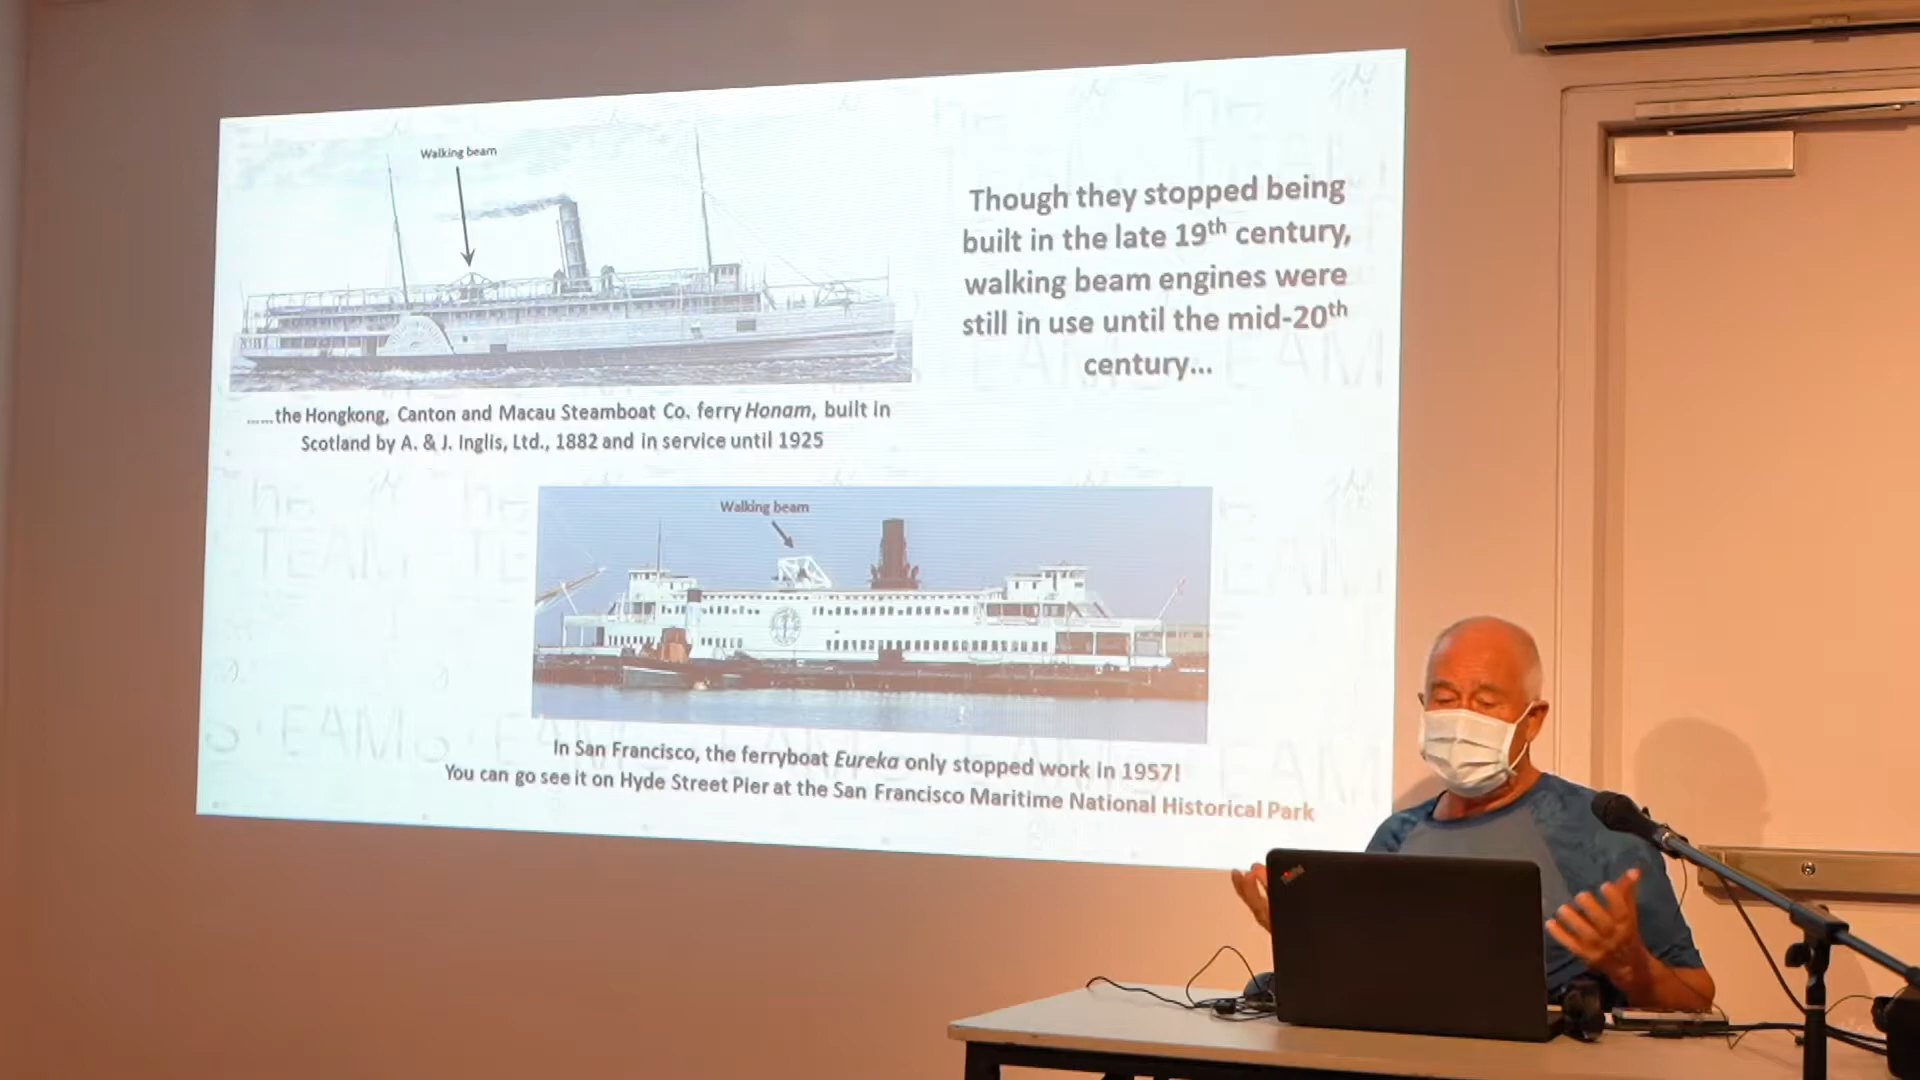 Walking beam
Though they stopped being
built in the late 19th century,
walking beam engines were
still in use until the mid-20th
century...
......the Hongkong, Canton and Macau Steamboat Co. ferry Honam, built in
Scotland by A. & J. Inglis, Ltd., 1882 and in service until 1925
Walking beam
In San Francisco, the ferryboat Eureka only stopped work in 1957!
You can go see it on Hyde Street Pier at the San Francisco Maritime National Historical Park